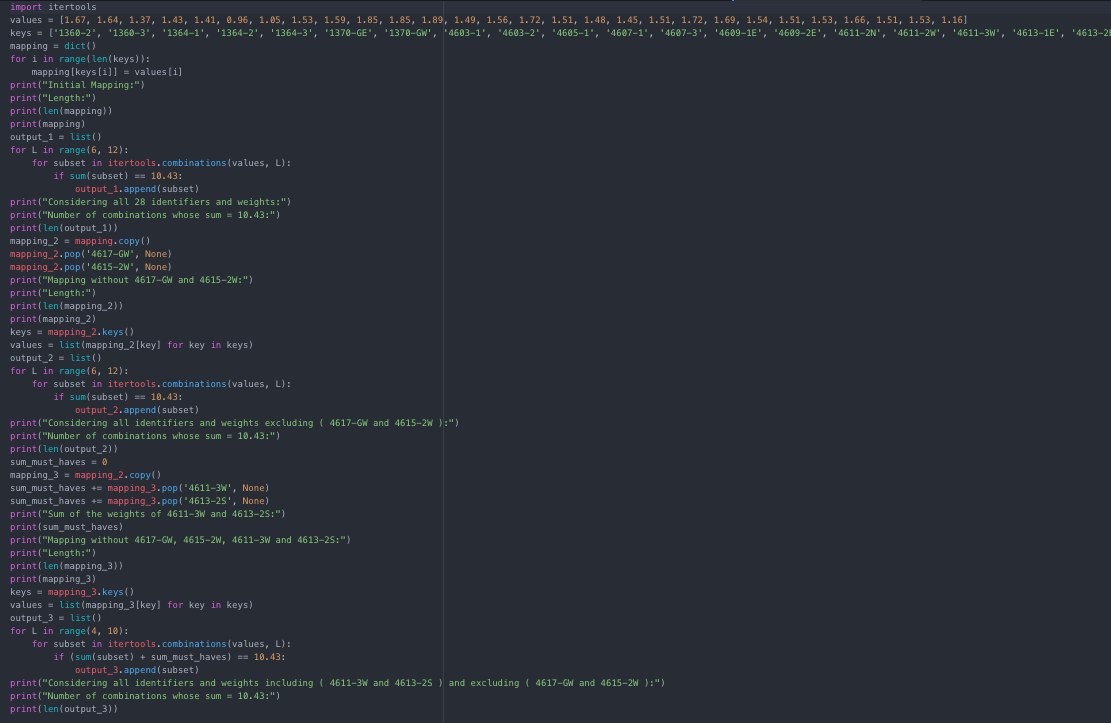 import itertools
values = [1.67, 1.64, 1.37, 1.43, 1.41, 0.96, 1.05, 1.53, 1.59, 1.85, 1.85, 1.89, 1.49, 1.56, 1.72, 1.51, 1.48, 1.45, 1.51, 1.72, 1.69, 1.54, 1.51, 1.53, 1.66, 1.51, 1.53, 1.16]
keys = ['1360-2', '1360-3', '1364-1', '1364-2', '1364-3', '1370-GE', '1370-GW', '4603-1', '4603-2', '4605-1', '4607-1', '4607-3', '4609-1E', '4609-2E', '4611-2N', '4611-2W', '4611-3W', '4613-1E',
mapping = dict()
for i in range(len(keys)):
    mapping[keys[i]] = values[i]
print("Initial Mapping:")
print("Length:")
print(len(mapping))
print(mapping)
output_1 = list()
for L in range(6, 12):
    for subset in itertools.combinations(values, L):
        if sum(subset) == 10.43:
            output_1.append(subset)
print("Considering all 28 identifiers and weights:")
print("Number of combinations whose sum = 10.43:")
print(len(output_1))
mapping_2 = mapping.copy()
mapping_2.pop('4617-GW', None)
mapping_2.pop('4615-2W', None)
print("Mapping without 4617-GW and 4615-2W:")
print("Length:")
print(len(mapping_2))
print(mapping_2)
keys = mapping_2.keys()
values = list(mapping_2[key] for key in keys)
output_2 = list()
for L in range(6, 12):
    for subset in itertools.combinations(values, L):
        if sum(subset) == 10.43:
            output_2.append(subset)
print("Considering all identifiers and weights excluding ( 4617-GW and 4615-2W ):")
print("Number of combinations whose sum = 10.43:")
print(len(output_2))
sum_must_haves = 0
mapping_3 = mapping_2.copy()
sum_must_haves += mapping_3.pop('4611-3W', None)
sum_must_haves += mapping_3.pop('4613-2S', None)
print("Sum of the weights of 4611-3W and 4613-2S:")
print(sum_must_haves)
print("Mapping without 4617-GW, 4615-2W, 4611-3W and 4613-2S:")
print("Length:")
print(len(mapping_3))
print(mapping_3)
keys = mapping_3.keys()
values = list(mapping_3[key] for key in keys)
output_3 = list()
for L in range(4, 10):
    for subset in itertools.combinations(values, L):
        if (sum(subset) + sum_must_haves) == 10.43:
            output_3.append(subset)
print("Considering all identifiers and weights including ( 4611-3W and 4613-2S ) and excluding ( 4617-GW and 4615-2W ):")
print("Number of combinations whose sum = 10.43:")
print(len(output_3))